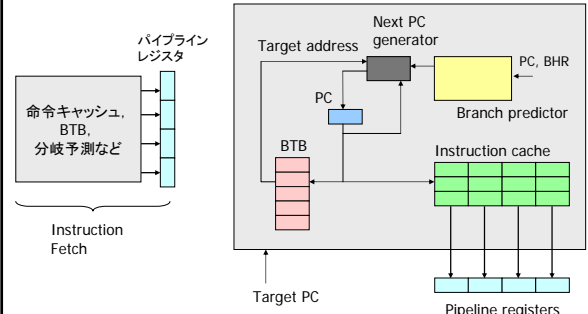 パイプライン
レジスタ
命令キャッシュ,
BTB,
分岐予測など
Instruction
Fetch
Next PC
generator
Target address
PC, BHR
PC
Branch predictor
BTB
Instruction cache
Target PC
Pipeline registers